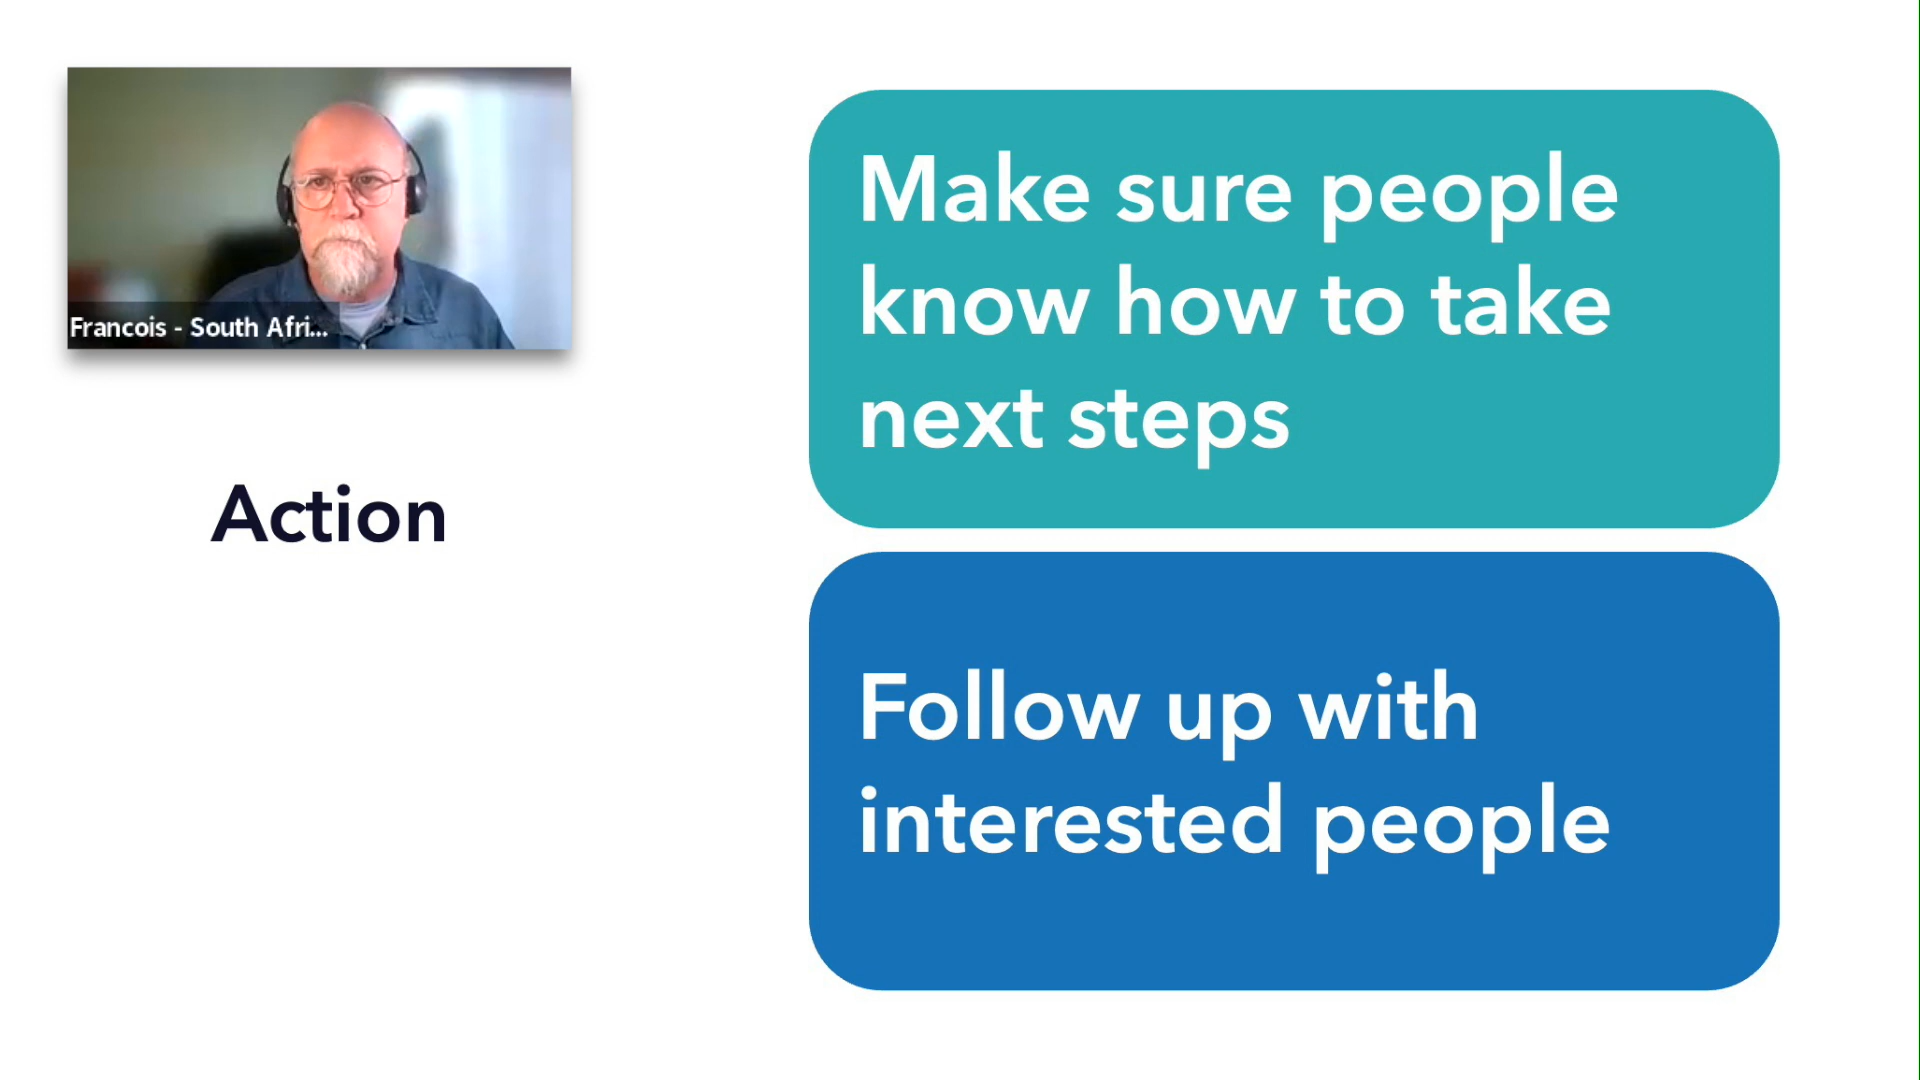 Francois - South Afri...
Action
Make sure people
know how to take
next steps
Follow up with
interested people